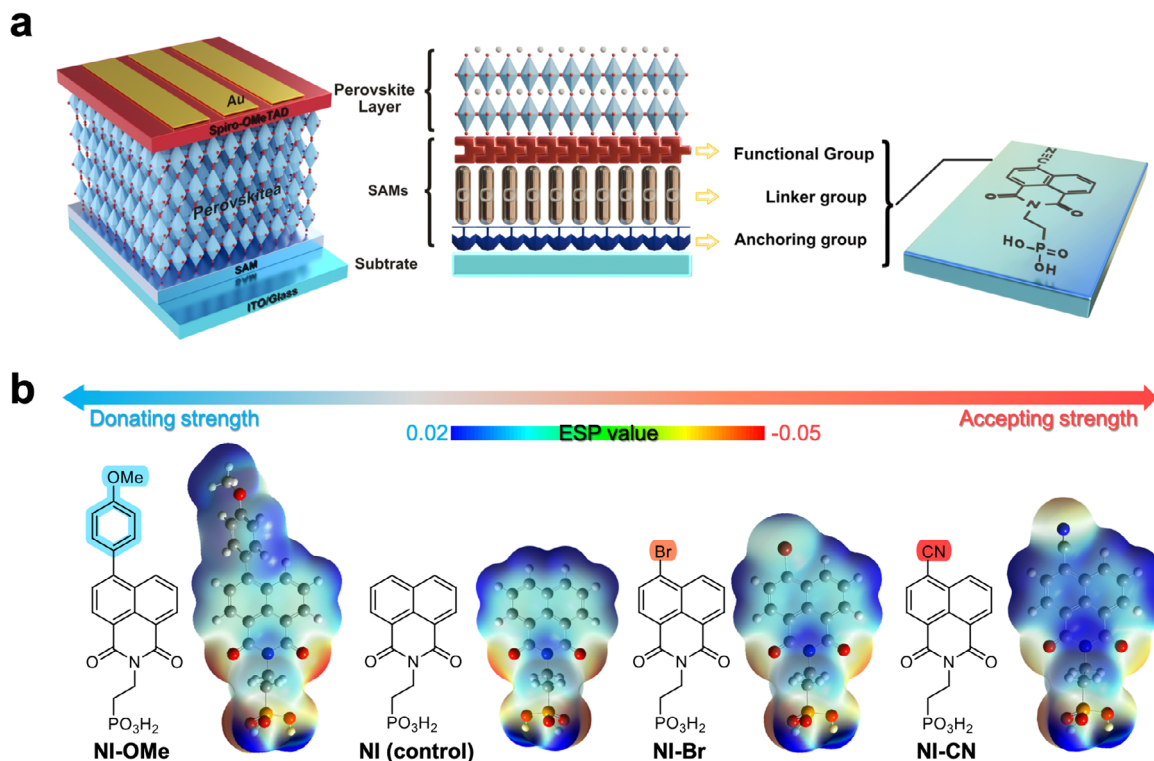 a
Au
Spiro-OMeTAD
Perovskitea
SAM
ITO/Glass
Perovskite
Layer
SAMs
Subtrate
Functional Group
Linker group
Anchoring group
N≡C
O
N
O
HO
P=O
OH
b
Donating strength
Accepting strength
0.02
ESP value
-0.05
OMe
O
N
O
PO₃H₂
NI-OMe
O
N
O
PO₃H₂
NI (control)
Br
O
N
O
PO₃H₂
NI-Br
CN
O
N
O
PO₃H₂
NI-CN